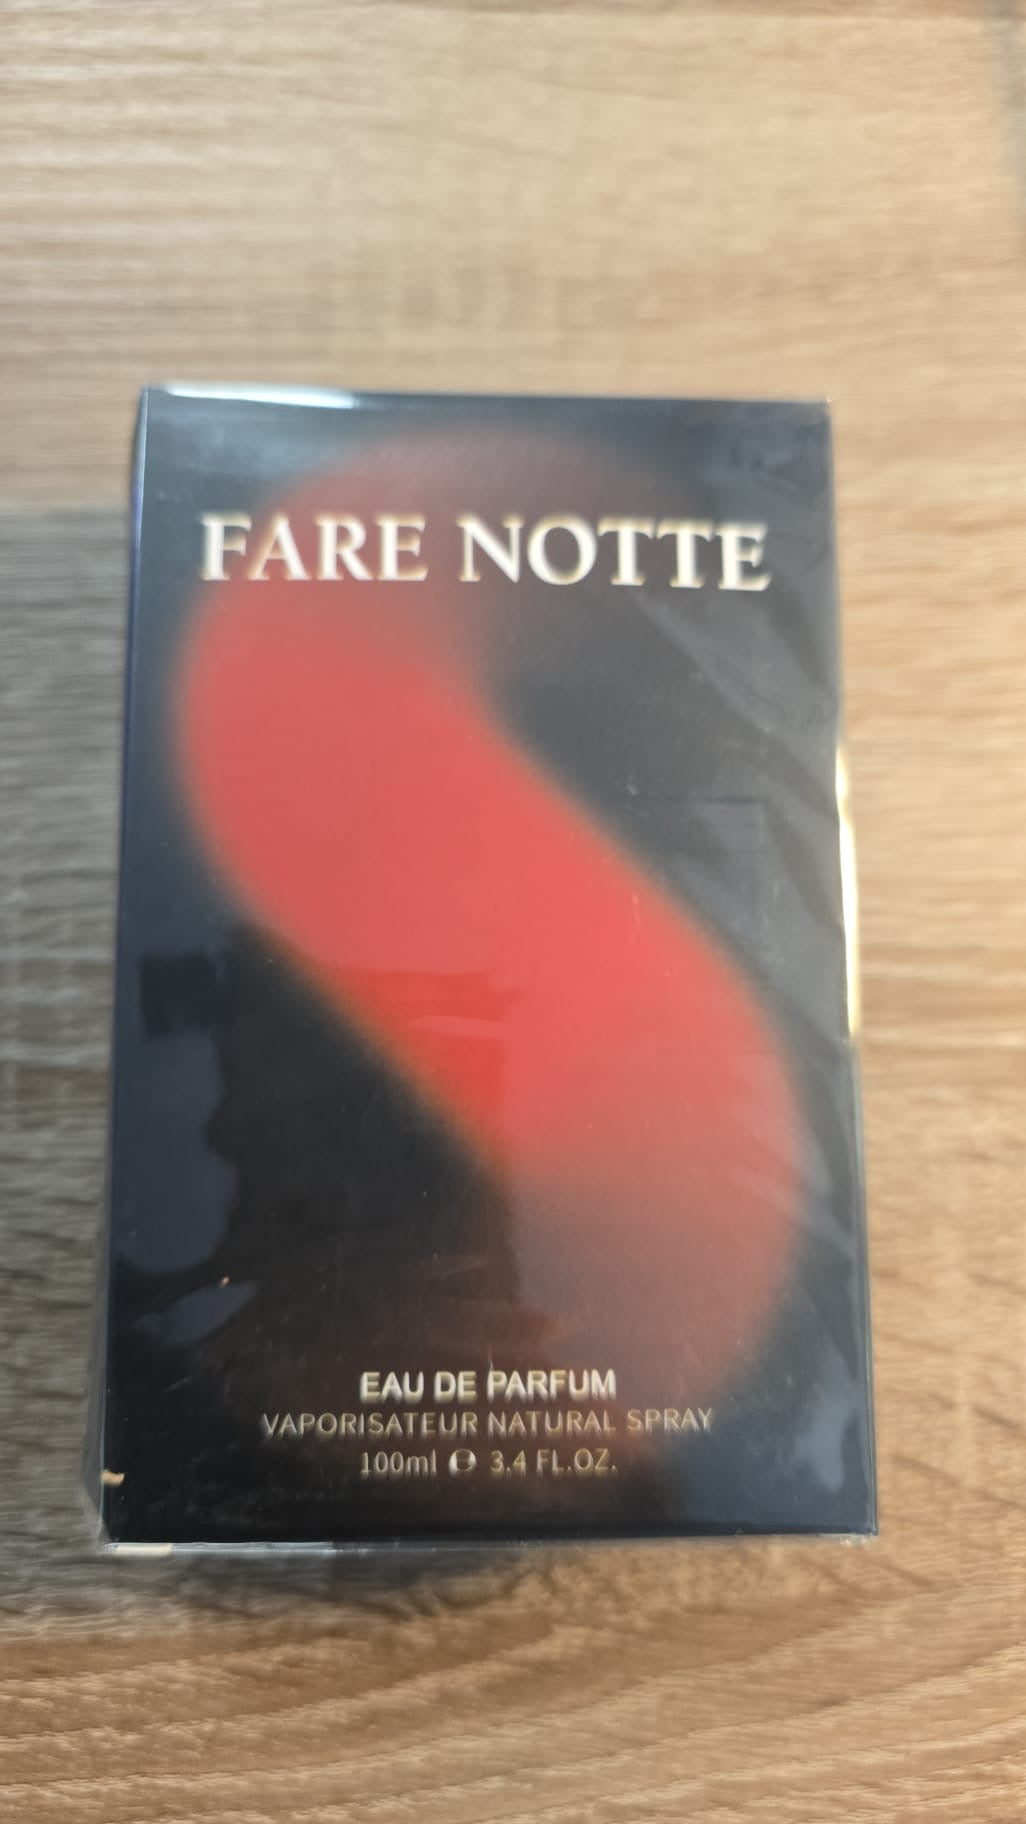 FARE NOTTE
EAU DE PARFUM
VAPORISATEUR NATURAL SPRAY
100ml ℮ 3.4 FL.OZ.